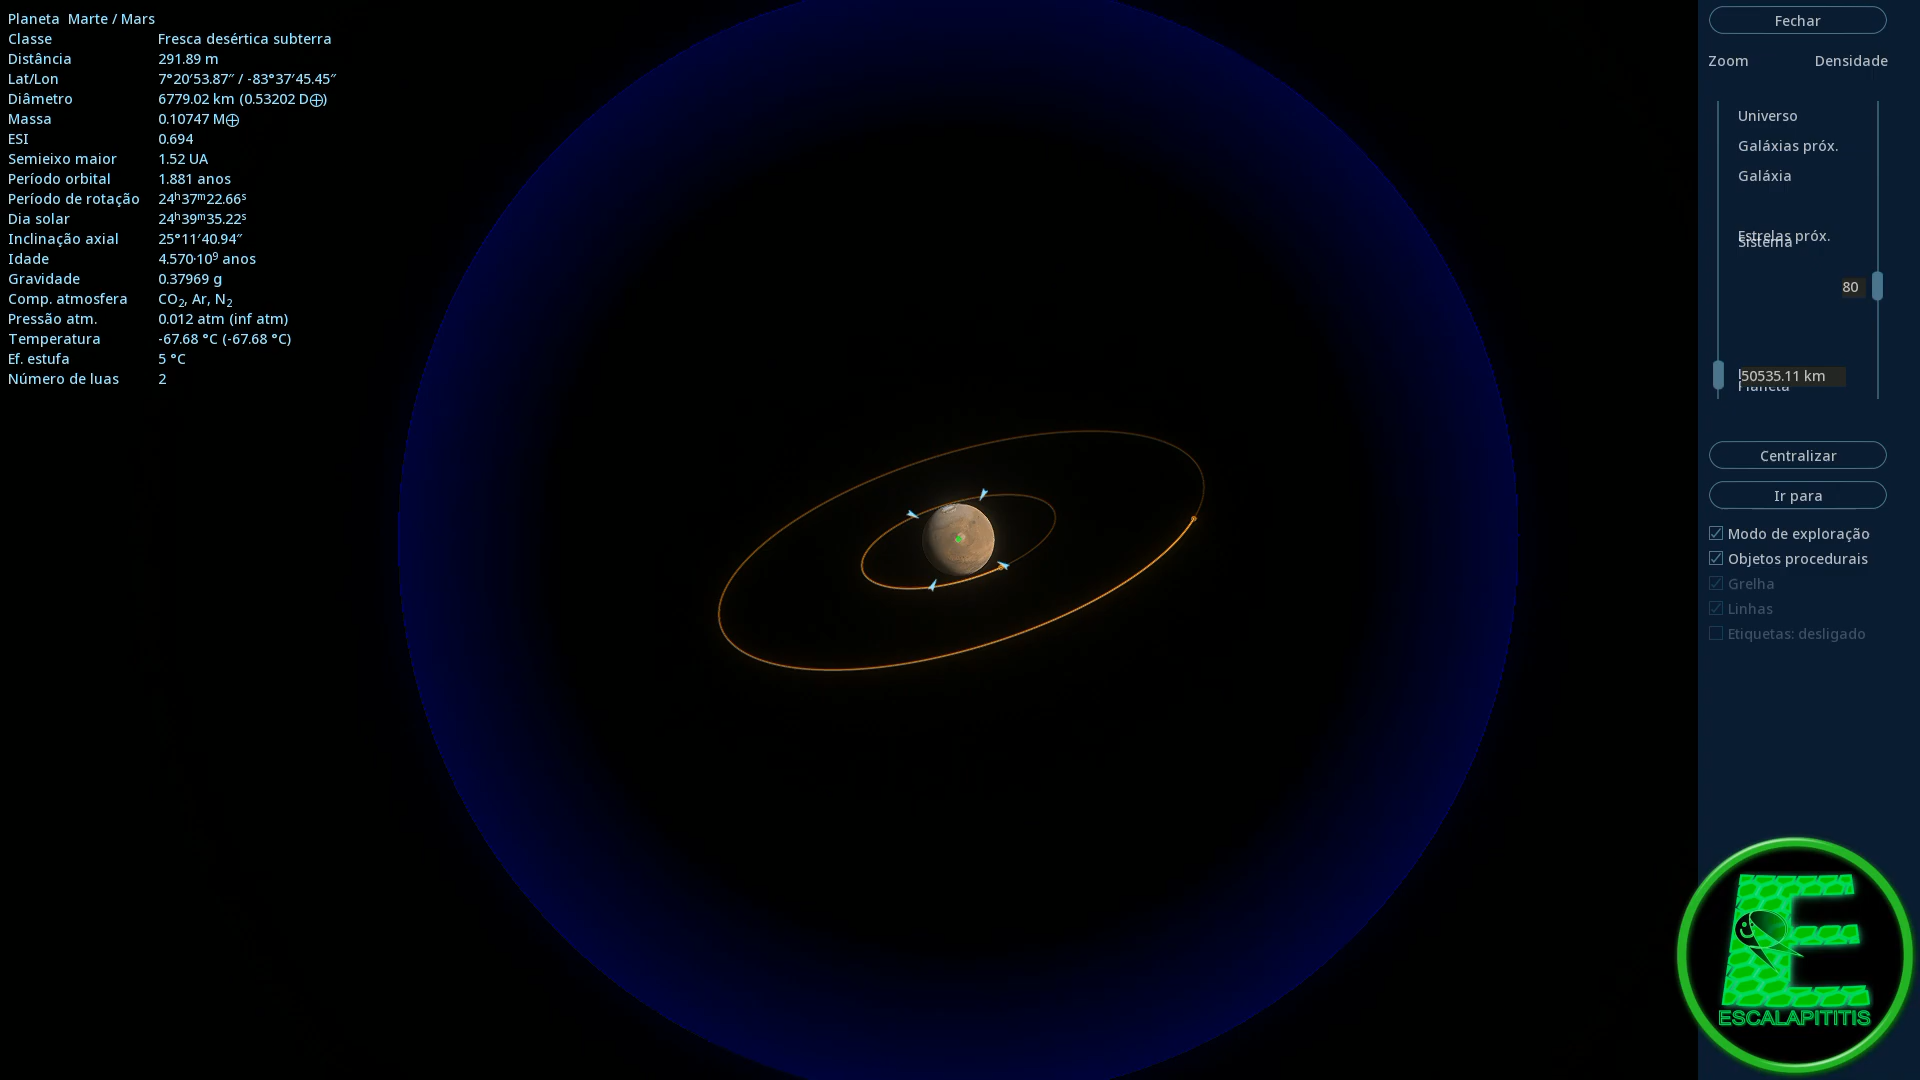 Planeta Marte / Mars
Classe Fresca desértica subterra
Distância 291.89 m
Lat/Lon 7°20′53.87″ / -83°37′45.45″
Diâmetro 6779.02 km (0.53202 D⊕)
Massa 0.10747 M⊕
ESI 0.694
Semieixo maior 1.52 UA
Período orbital 1.881 anos
Período de rotação 24ʰ37ᵐ22.66ˢ
Dia solar 24ʰ39ᵐ35.22ˢ
Inclinação axial 25°11′40.94″
Idade 4.570·10⁹ anos
Gravidade 0.37969 g
Comp. atmosfera CO₂, Ar, N₂
Pressão atm. 0.012 atm (inf atm)
Temperatura -67.68 °C (-67.68 °C)
Ef. estufa 5 °C
Número de luas 2
Fechar
Zoom Densidade
Universo
Galáxias próx.
Galáxia
Estrelas próx.
Sistema
80
50535.11 km
Planeta
Centralizar
Ir para
Modo de exploração
Objetos procedurais
Grelha
Linhas
Etiquetas: desligado
E
ESCALAPITITIS